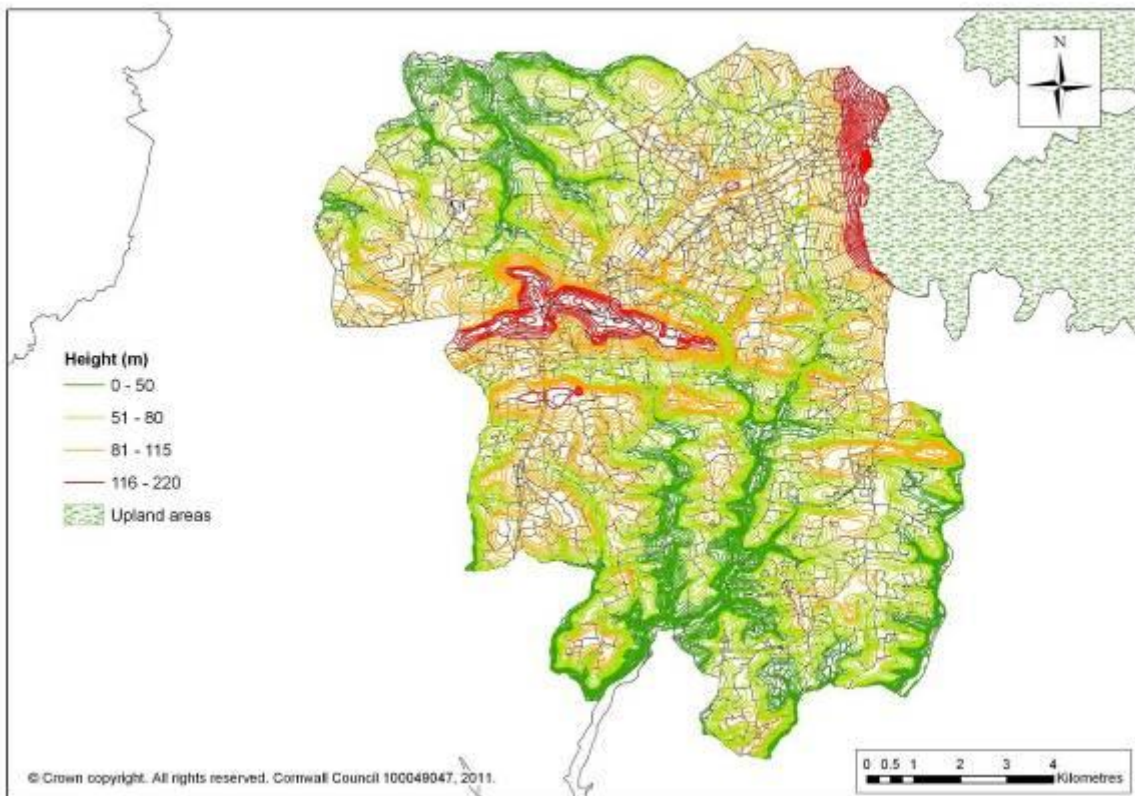 N
Height (m)
0 - 50
51 - 80
81 - 115
116 - 220
Upland areas
© Crown copyright. All rights reserved. Cornwall Council 100049047, 2011.
0 0.5 1 2 3 4
Kilometres